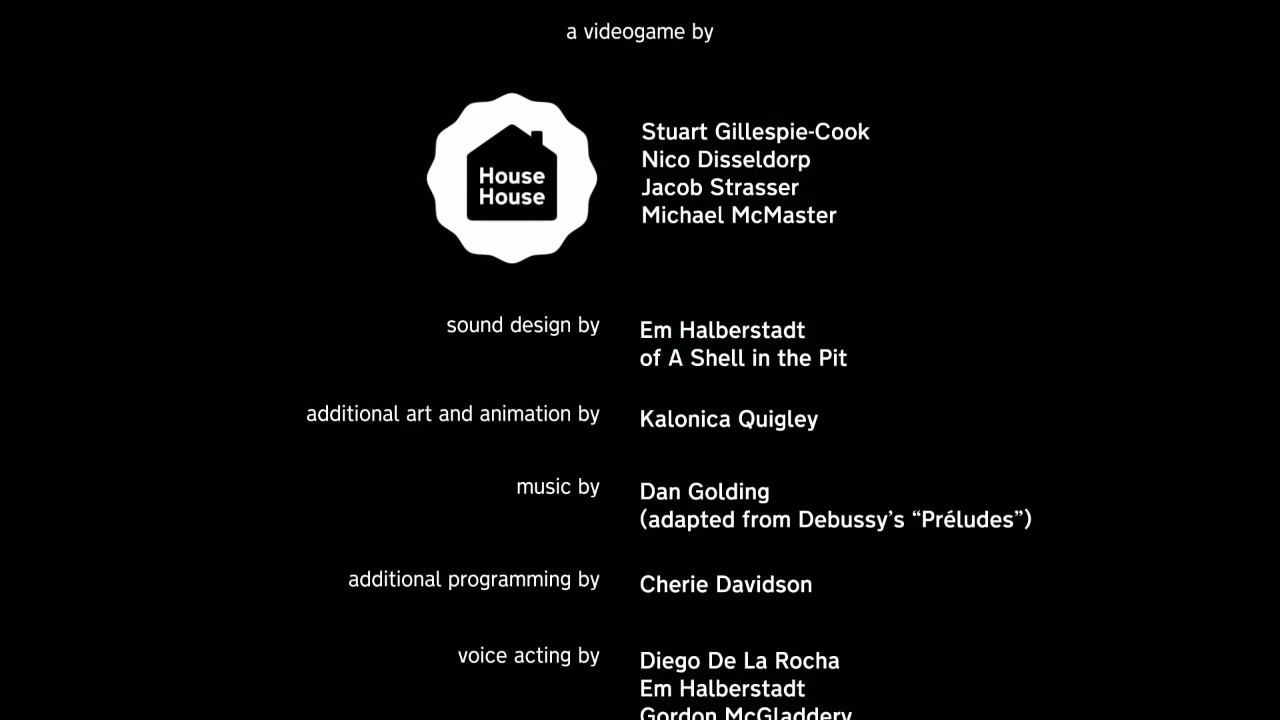 a videogame by
House
House
Stuart Gillespie-Cook
Nico Disseldorp
Jacob Strasser
Michael McMaster
sound design by
Em Halberstadt
of A Shell in the Pit
additional art and animation by
Kalonica Quigley
music by
Dan Golding
(adapted from Debussy’s “Préludes”)
additional programming by
Cherie Davidson
voice acting by
Diego De La Rocha
Em Halberstadt
Gordon McGladdery